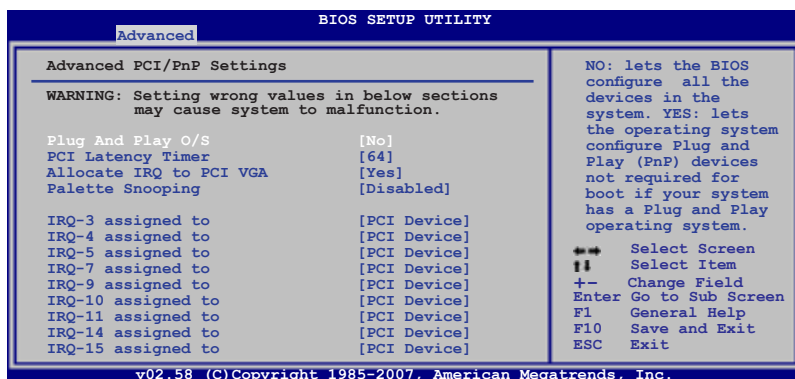 BIOS SETUP UTILITY
Advanced
Advanced PCI/PnP Settings
WARNING: Setting wrong values in below sections
may cause system to malfunction.
Plug And Play O/S [No]
PCI Latency Timer [64]
Allocate IRQ to PCI VGA [Yes]
Palette Snooping [Disabled]
IRQ-3 assigned to [PCI Device]
IRQ-4 assigned to [PCI Device]
IRQ-5 assigned to [PCI Device]
IRQ-7 assigned to [PCI Device]
IRQ-9 assigned to [PCI Device]
IRQ-10 assigned to [PCI Device]
IRQ-11 assigned to [PCI Device]
IRQ-14 assigned to [PCI Device]
IRQ-15 assigned to [PCI Device]
NO: lets the BIOS
configure all the
devices in the
system. YES: lets
the operating system
configure Plug and
Play (PnP) devices
not required for
boot if your system
has a Plug and Play
operating system.
←→ Select Screen
↑↓ Select Item
+- Change Field
Enter Go to Sub Screen
F1 General Help
F10 Save and Exit
ESC Exit
v02.58 (C)Copyright 1985-2007, American Megatrends, Inc.